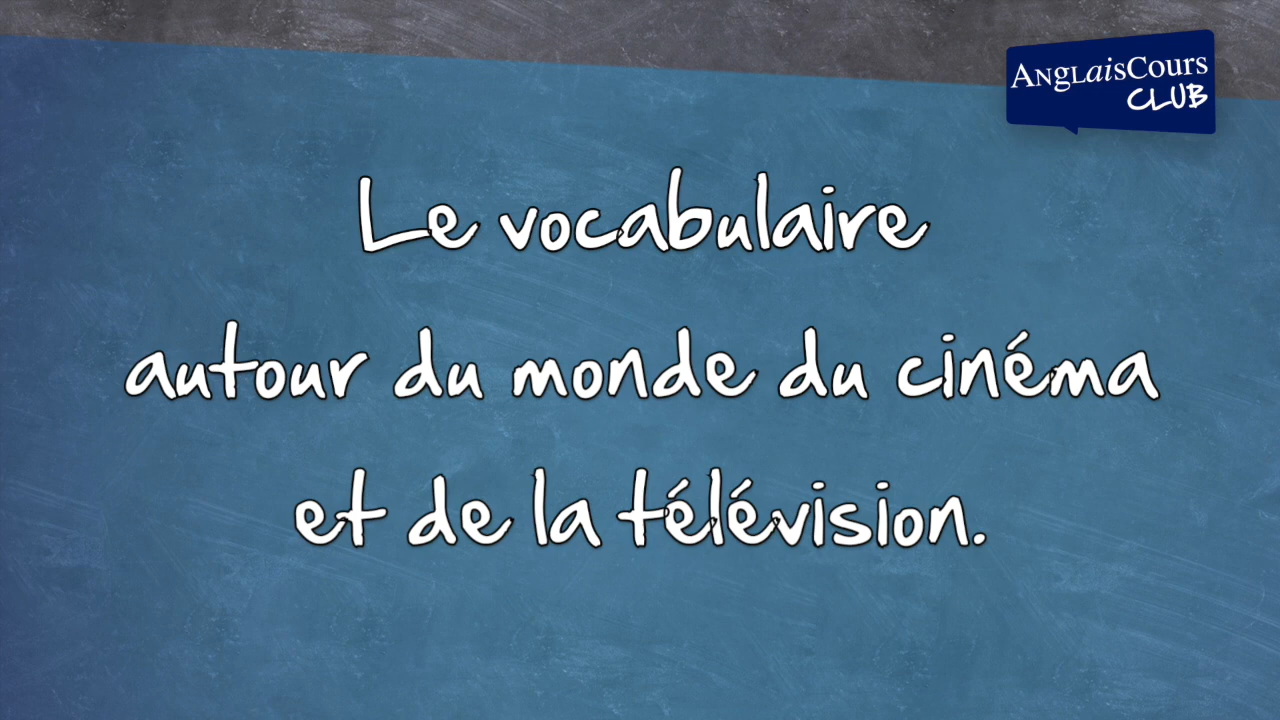 AnglaisCours
CLUB
Le vocabulaire
autour du monde du cinéma
et de la télévision.